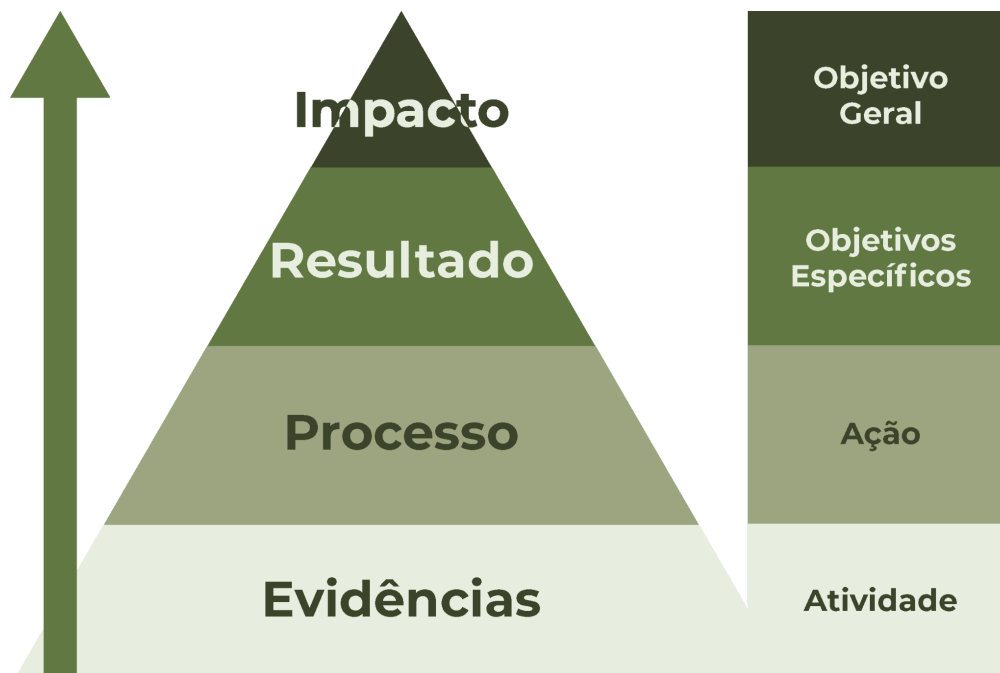 Impacto
Objetivo
Geral
Resultado
Objetivos
Específicos
Processo
Ação
Evidências
Atividade